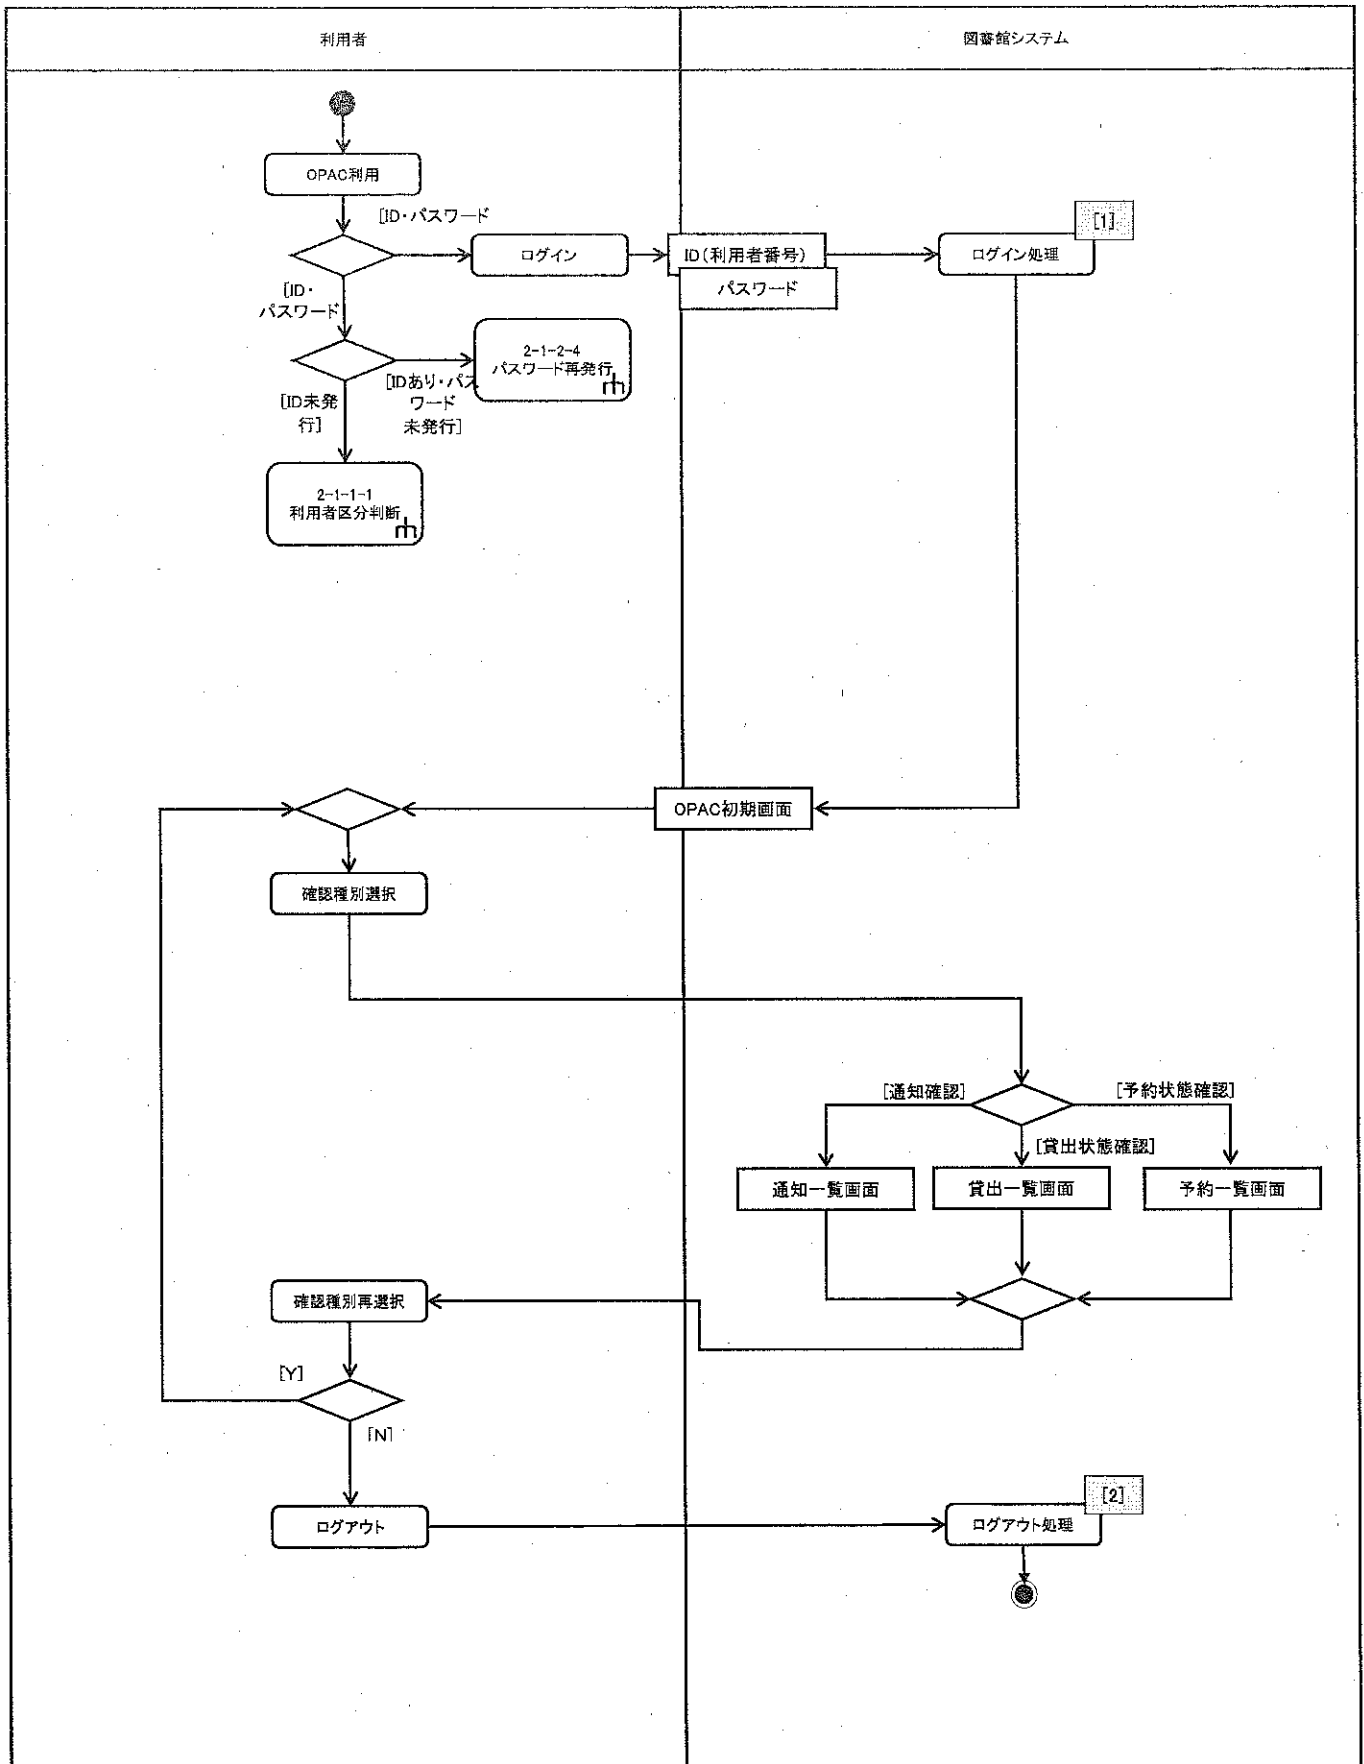 利用者
図書館システム
OPAC利用
[ID・パスワード
ログイン
ID(利用者番号)
パスワード
ログイン処理
[1]
[ID・
パスワード
2-1-2-4
パスワード再発行
[IDあり・パス
ワード
未発行]
[ID未発
行]
2-1-1-1
利用者区分判断
OPAC初期画面
確認種別選択
[通知確認]
[予約状態確認]
[貸出状態確認]
通知一覧画面
貸出一覧画面
予約一覧画面
確認種別再選択
[Y]
[N]
ログアウト
ログアウト処理
[2]